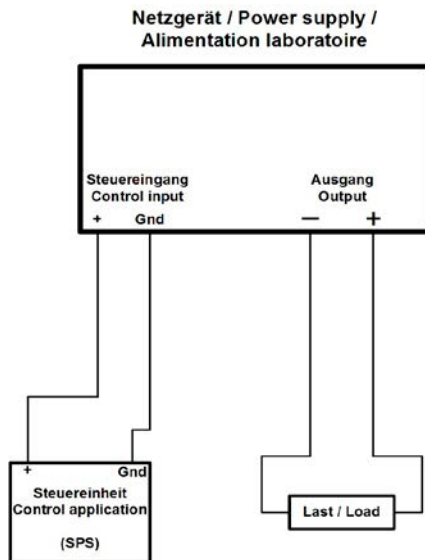 Netzgerät / Power supply /
Alimentation laboratoire
Steuereingang
Control input
+ Gnd
Ausgang
Output
— +
+ Gnd
Steuereinheit
Control application
(SPS)
Last / Load